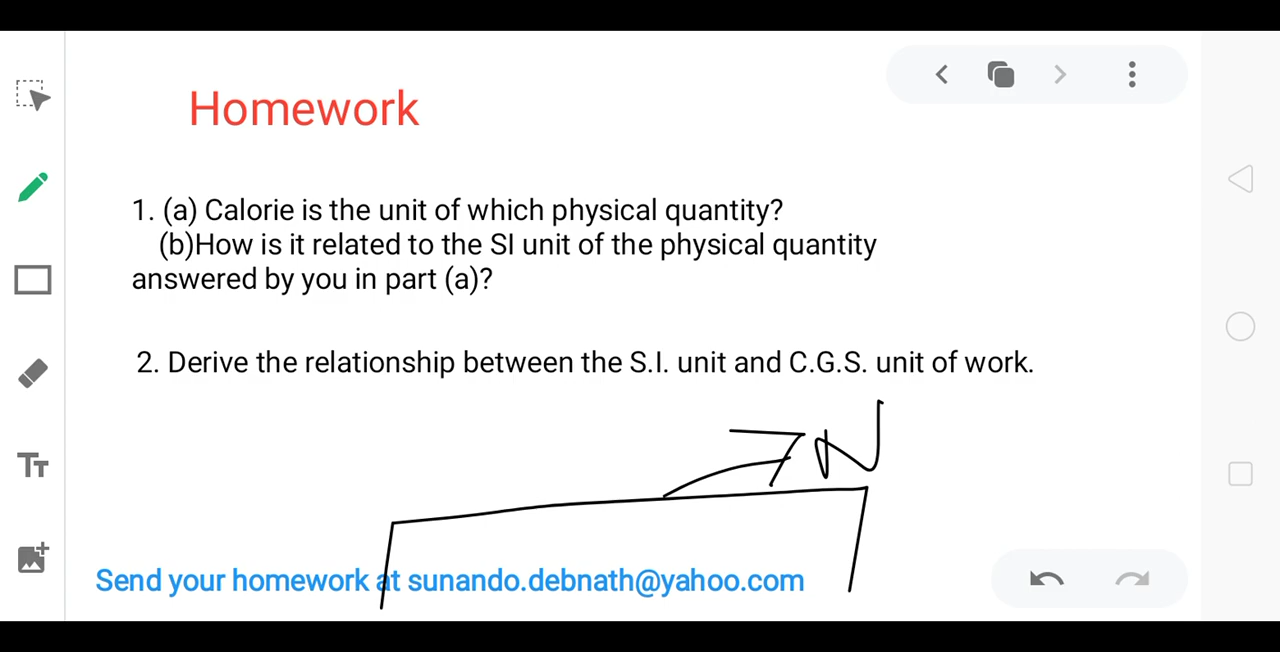 Homework
1. (a) Calorie is the unit of which physical quantity?
(b)How is it related to the SI unit of the physical quantity
answered by you in part (a)?
2. Derive the relationship between the S.I. unit and C.G.S. unit of work.
N
Send your homework at sunando.debnath@yahoo.com
TT